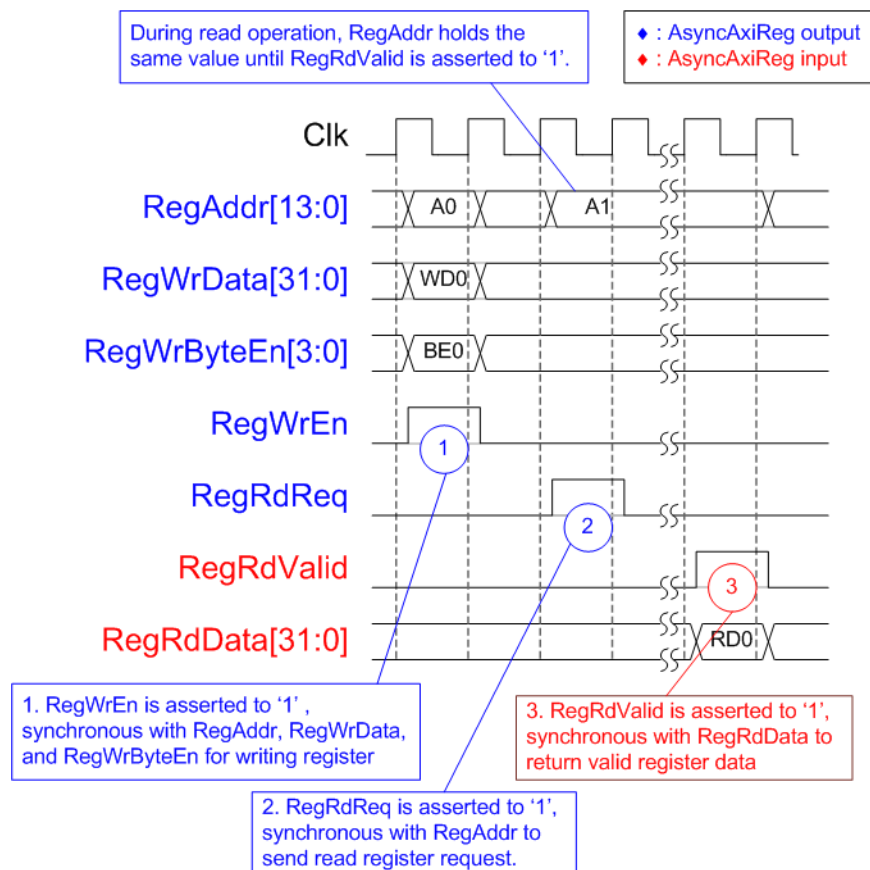 During read operation, RegAddr holds the
same value until RegRdValid is asserted to ‘1’.
♦ : AsyncAxiReg output
♦ : AsyncAxiReg input
Clk
RegAddr[13:0]
A0
A1
RegWrData[31:0]
WD0
RegWrByteEn[3:0]
BE0
RegWrEn
1
RegRdReq
2
RegRdValid
3
RegRdData[31:0]
RD0
1. RegWrEn is asserted to ‘1’ ,
synchronous with RegAddr, RegWrData,
and RegWrByteEn for writing register
3. RegRdValid is asserted to ‘1’,
synchronous with RegRdData to
return valid register data
2. RegRdReq is asserted to ‘1’,
synchronous with RegAddr to
send read register request.